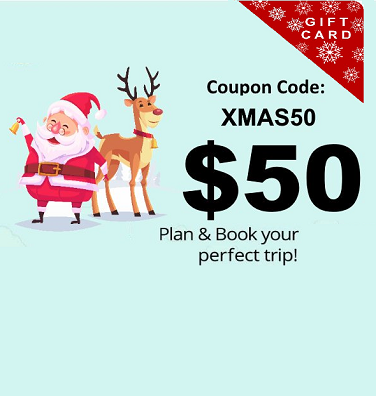 GIFT
CARD
Coupon Code:
XMAS50
$50
Plan & Book your
perfect trip!